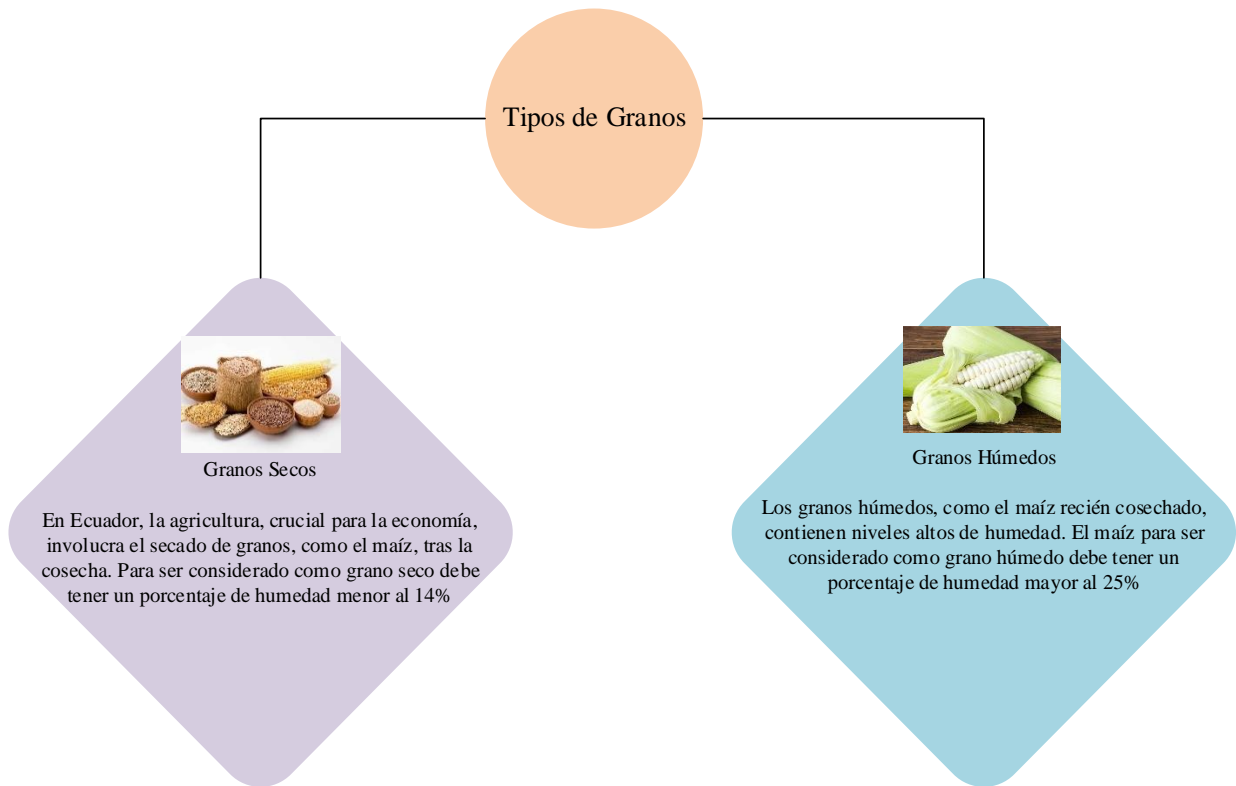 Tipos de Granos
Granos Secos
En Ecuador, la agricultura, crucial para la economía,
involucra el secado de granos, como el maíz, tras la
cosecha. Para ser considerado como grano seco debe
tener un porcentaje de humedad menor al 14%
Granos Húmedos
Los granos húmedos, como el maíz recién cosechado,
contienen niveles altos de humedad. El maíz para ser
considerado como grano húmedo debe tener un
porcentaje de humedad mayor al 25%